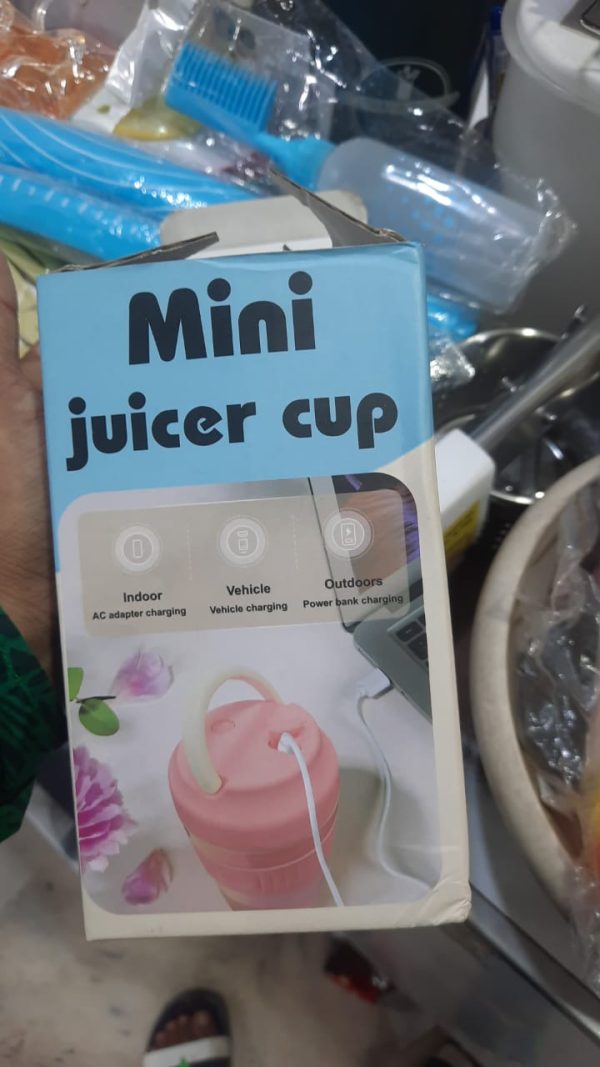 Mini
juicer cup
Indoor
AC adapter charging
Vehicle
Vehicle charging
Outdoors
Power bank charging